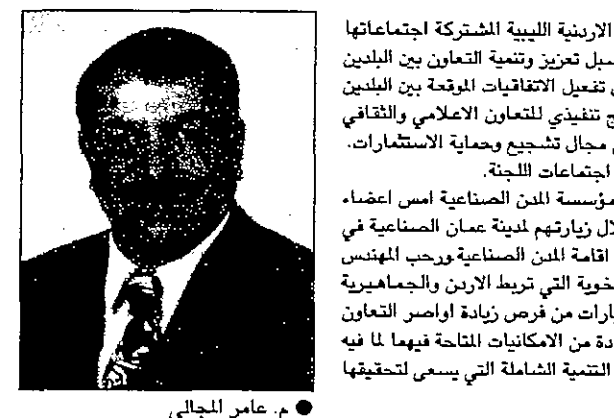 الاردنية الليبية المشتركة اجتماعاتها
سبل تعزيز وتنمية التعاون بين البلدين
تفعيل الاتفاقيات الموقعة بين البلدين
ج تنفيذي للتعاون الاعلامي والثقافي
مجال تشجيع وحماية الاستثمارات.
اجتماعات اللجنة.
مؤسسة المدن الصناعية امس اعضاء
لال زيارتهم لمدينة عمان الصناعية في
اقامة المدن الصناعية ورحب المهندس
خوية التي تربط الاردن والجماهيرية
يارات من فرص زيادة اواصر التعاون
ادة من الامكانيات المتاحة فيهما لما فيه
التنمية الشاملة التي يسعى لتحقيقها
● م. عامر المجالي